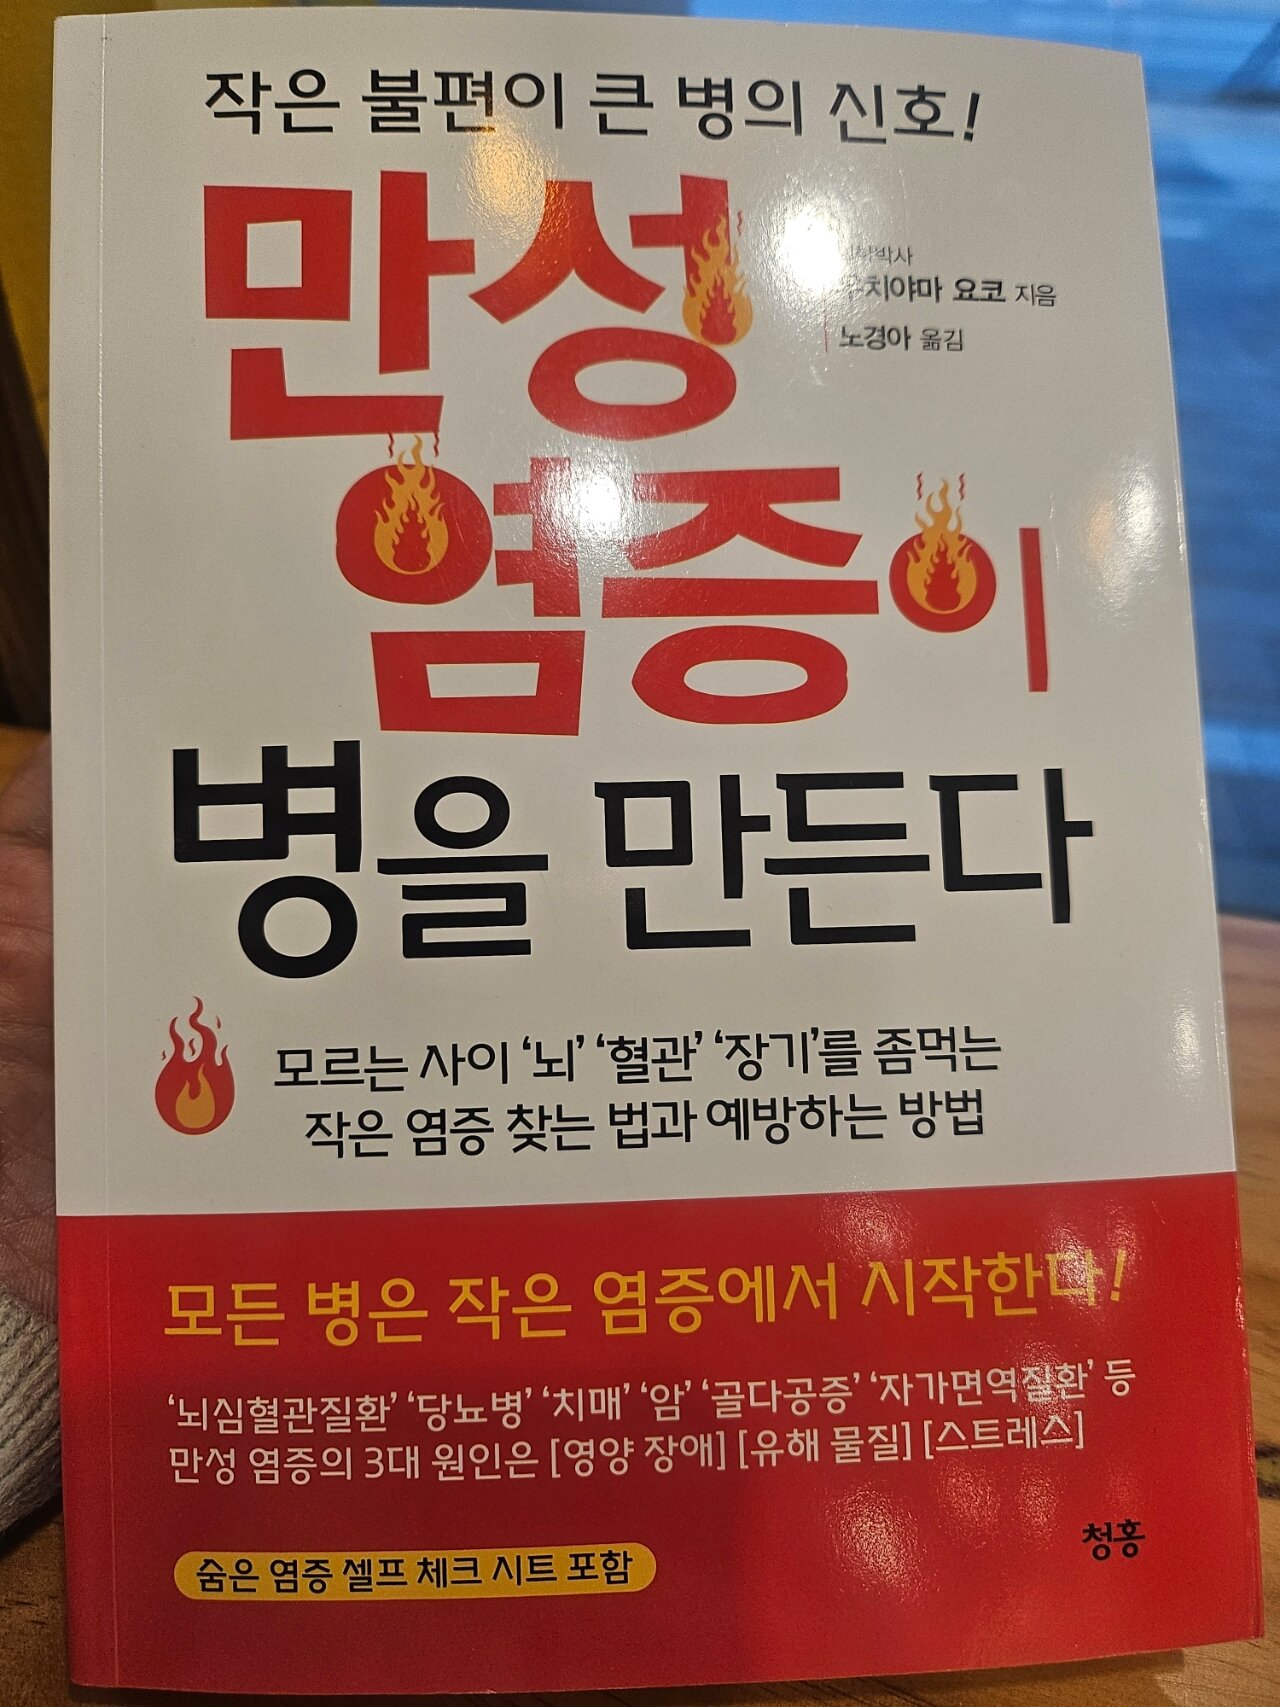 작은 불편이 큰 병의 신호!
만성
염증이
병을 만든다
요코 지음
노경아 옮김
모르는 사이 ‘뇌’ ‘혈관’ ‘장기’를 좀먹는
작은 염증 찾는 법과 예방하는 방법
모든 병은 작은 염증에서 시작한다!
‘뇌심혈관질환’ ‘당뇨병’ ‘치매’ ‘암’ ‘골다공증’ ‘자가면역질환’ 등
만성 염증의 3대 원인은 [영양 장애] [유해 물질] [스트레스]
청홍
숨은 염증 셀프 체크 시트 포함